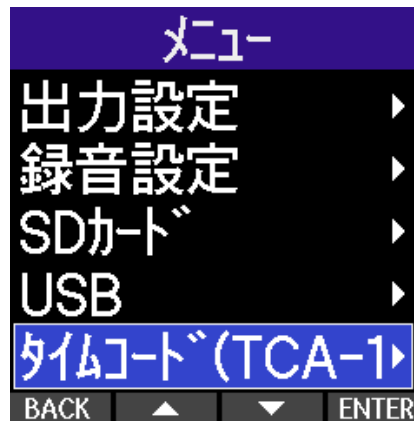 メニュー
出力設定
録音設定
SDカード
USB
タイムコード(TCA-1
BACK ENTER